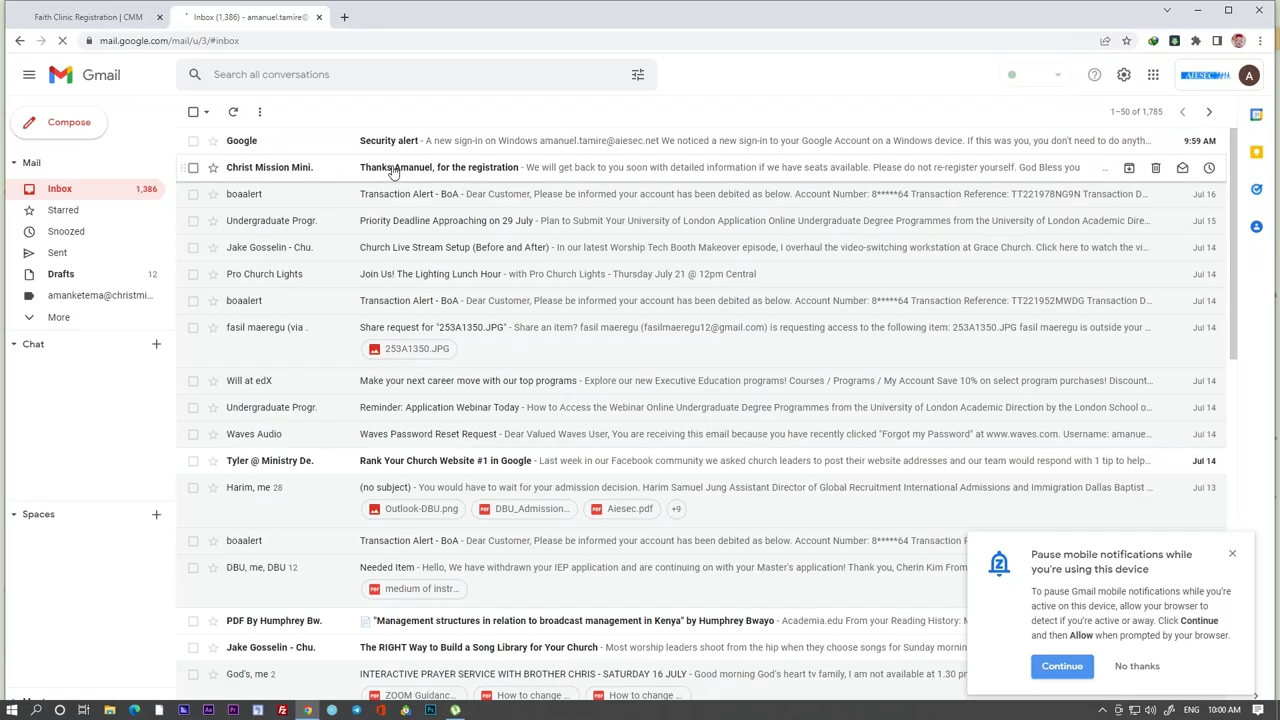 Faith Clinic Registration | CMM
Inbox (1,386) - amanuel.tamire@
mail.google.com/mail/u/3/#inbox
Gmail
Search all conversations
AIESEC
A
Compose
1–50 of 1,785
Mail
Inbox 1,386
Starred
Snoozed
Sent
Drafts 12
amanketema@christmi...
More
Chat
Spaces
Google Security alert - A new sign-in on Windows amanuel.tamire@aiesec.net We noticed a new sign-in to your Google Account on a Windows device. If this was you, you don't need to do anyth... 9:59 AM
Christ Mission Mini. Thanks Amanuel, for the registration - We will get back to you soon with detailed information if we have seats available. Please do not re-register yourself. God Bless you ...
boaalert Transaction Alert - BoA - Dear Customer, Please be informed your account has been debited as below. Account Number: 8*****64 Transaction Reference: TT221978NG9N Transaction D... Jul 16
Undergraduate Progr. Priority Deadline Approaching on 29 July - Plan to Submit Your University of London Application Online Undergraduate Degree Programmes from the University of London Academic Dire... Jul 15
Jake Gosselin - Chu. Church Live Stream Setup (Before and After) - In our latest Worship Tech Booth Makeover episode, I overhaul the video-switching workstation at Grace Church. Click here to watch the vi... Jul 14
Pro Church Lights Join Us! The Lighting Lunch Hour - with Pro Church Lights - Thursday July 21 @ 12pm Central Jul 14
boaalert Transaction Alert - BoA - Dear Customer, Please be informed your account has been debited as below. Account Number: 8*****64 Transaction Reference: TT221952MWDG Transaction D... Jul 14
fasil maeregu (via . Share request for "253A1350.JPG" - Share an item? fasil maeregu (fasilmaeregu12@gmail.com) is requesting access to the following item: 253A1350.JPG fasil maeregu is outside your ... Jul 14
253A1350.JPG
Will at edX Make your next career move with our top programs - Explore our new Executive Education programs! Courses / Programs / My Account Save 10% on select program purchases! Discount... Jul 14
Undergraduate Progr. Reminder: Application Webinar Today - How to Access the Webinar Online Undergraduate Degree Programmes from the University of London Academic Direction by the London School o... Jul 14
Waves Audio Waves Password Reset Request - Dear Valued Waves User, You are receiving this email because you have recently clicked "Forgot my Password" at www.waves.com. Username: amanue... Jul 14
Tyler @ Ministry De. Rank Your Church Website #1 in Google - Last week in our Facebook community we asked church leaders to post their website addresses and our team would respond with 1 tip to help... Jul 14
Harim, me 28 (no subject) - You would have to wait for your admission decision. Harim Samuel Jung Assistant Director of Global Recruitment International Admissions and Immigration Dallas Baptist ... Jul 13
Outlook-DBU.png DBU_Admission... Aiesec.pdf +9
boaalert Transaction Alert - BoA - Dear Customer, Please be informed your account has been debited as below. Account Number: 8*
DBU, me, DBU 12 Needed Item - Hello, We have withdrawn your IEP application and are continuing on with your Master's application! Thank you, Cherin Kim From
medium of instr...
PDF By Humphrey Bw. "Management structures in relation to broadcast management in Kenya" by Humphrey Bwayo - Academia.edu From your Reading History: M
Jake Gosselin - Chu. The RIGHT Way to Build a Song Library for Your Church - Most worship leaders shoot from the hip when they choose songs for Sunday mornin
God's, me 2 INTERACTIVE PRAYER SERVICE WITH BROTHER CHRIS - SATURDAY 16 JULY - Good morning God's heart tv family, I am not available at 1.30 pm
ZOOM Guidanc... How to change ... How to change ...
Pause mobile notifications while
you're using this device
To pause Gmail mobile notifications while you're
active on this device, allow your browser to
detect if you're active or away. Click Continue
and then Allow when prompted by your browser.
Continue No thanks
10:00 AM